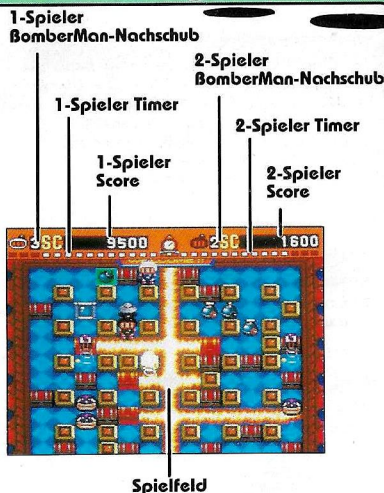 1-Spieler
BomberMan-Nachschub
2-Spieler
BomberMan-Nachschub
1-Spieler Timer
2-Spieler Timer
1-Spieler
Score
2-Spieler
Score
3SC 9500 2SC 1600
Spielfeld